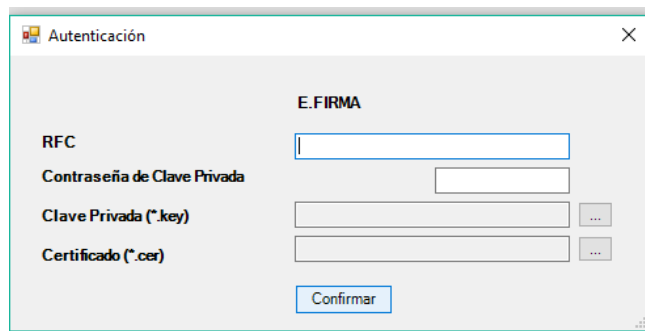 Autenticación
E.FIRMA
RFC
Contraseña de Clave Privada
Clave Privada (*.key)
...
Certificado (*.cer)
...
Confirmar